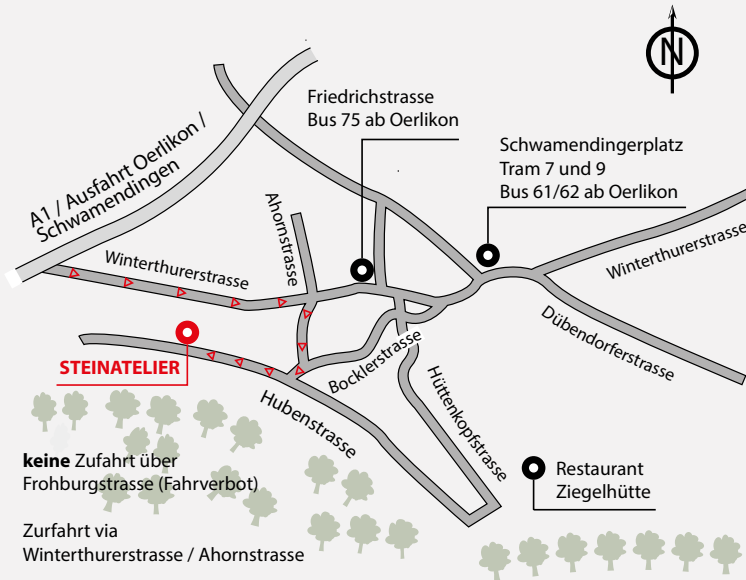 N
Friedrichstrasse
Bus 75 ab Oerlikon
Schwamendingerplatz
Tram 7 und 9
Bus 61/62 ab Oerlikon
A1 / Ausfahrt Oerlikon /
Schwamendingen
Ahornstrasse
Winterthurerstrasse
Winterthurerstrasse
Dübendorferstrasse
STEINATELIER
Bocklerstrasse
Hubenstrasse
Hüttenkopfstrasse
keine Zufahrt über
Frohburgstrasse (Fahrverbot)
Restaurant
Ziegelhütte
Zurfahrt via
Winterthurerstrasse / Ahornstrasse